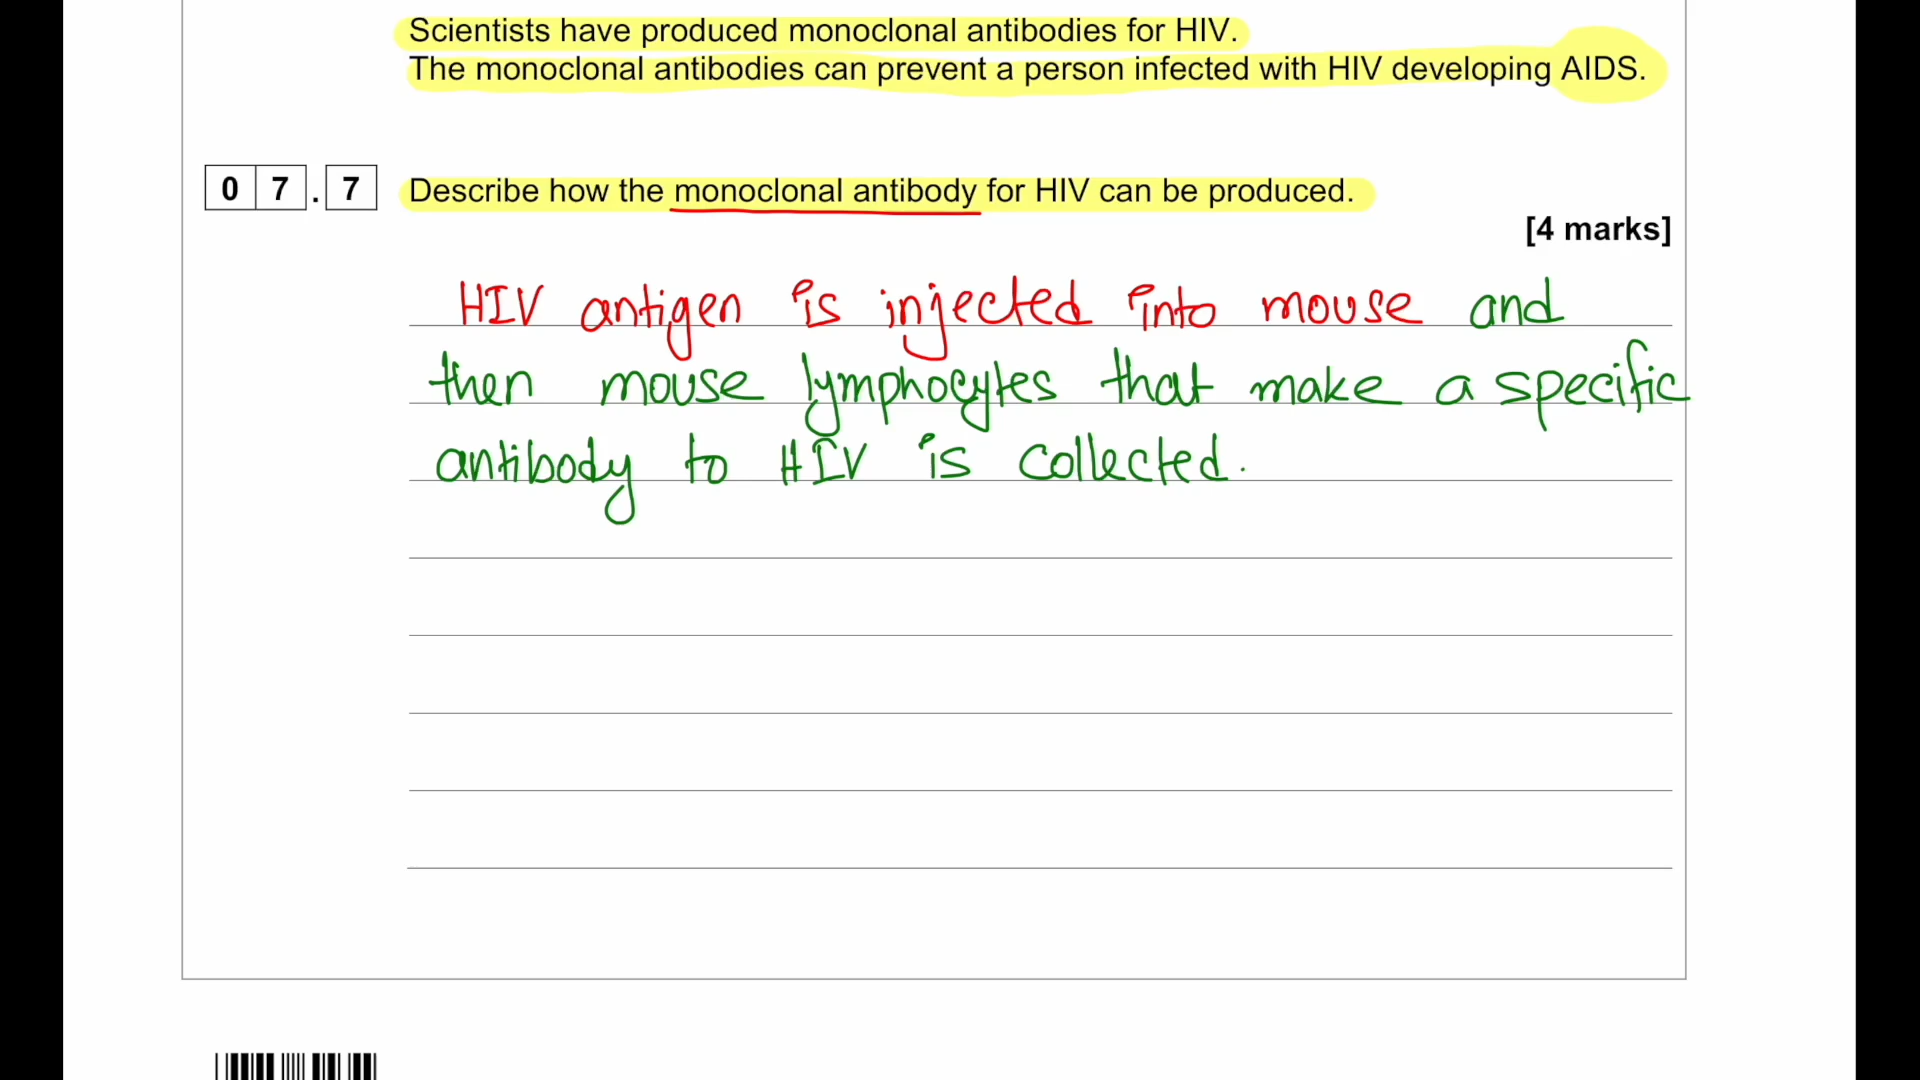 Scientists have produced monoclonal antibodies for HIV.
The monoclonal antibodies can prevent a person infected with HIV developing AIDS.
0 7 . 7 Describe how the monoclonal antibody for HIV can be produced.
[4 marks]
HIV antigen is injected into mouse and
then mouse lymphocytes that make a specific
antibody to HIV is collected.